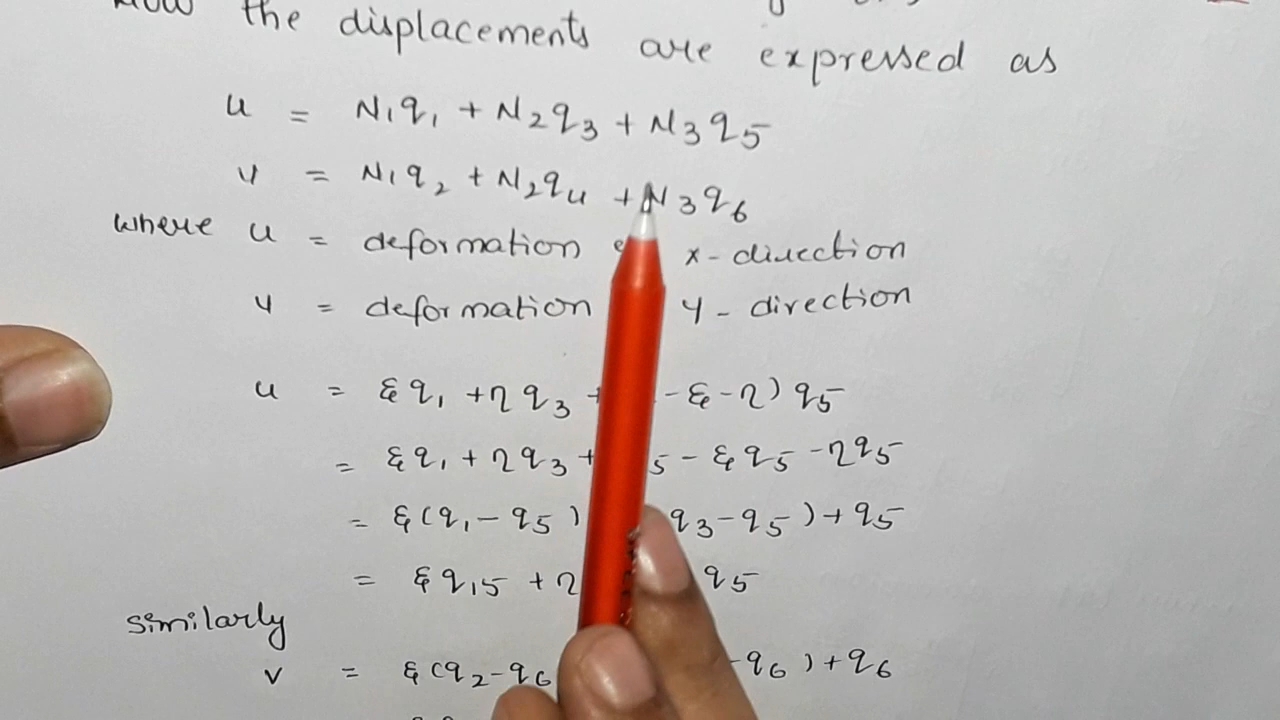 the displacements are expressed as
u = N₁q₁ + N₂q₃ + N₃q₅
v = N₁q₂ + N₂q₄ + N₃q₆
where u = deformation x-direction
v = deformation y-direction
u = ξq₁ + ηq₃ + -ξ-η)q₅
= ξq₁ + ηq₃ + ₅ - ξq₅ - ηq₅
= ξ(q₁-q₅) q₃-q₅)+q₅
= ξq₁₅ + η q₅
similarly
v = ξ(q₂-q₆ -q₆)+q₆